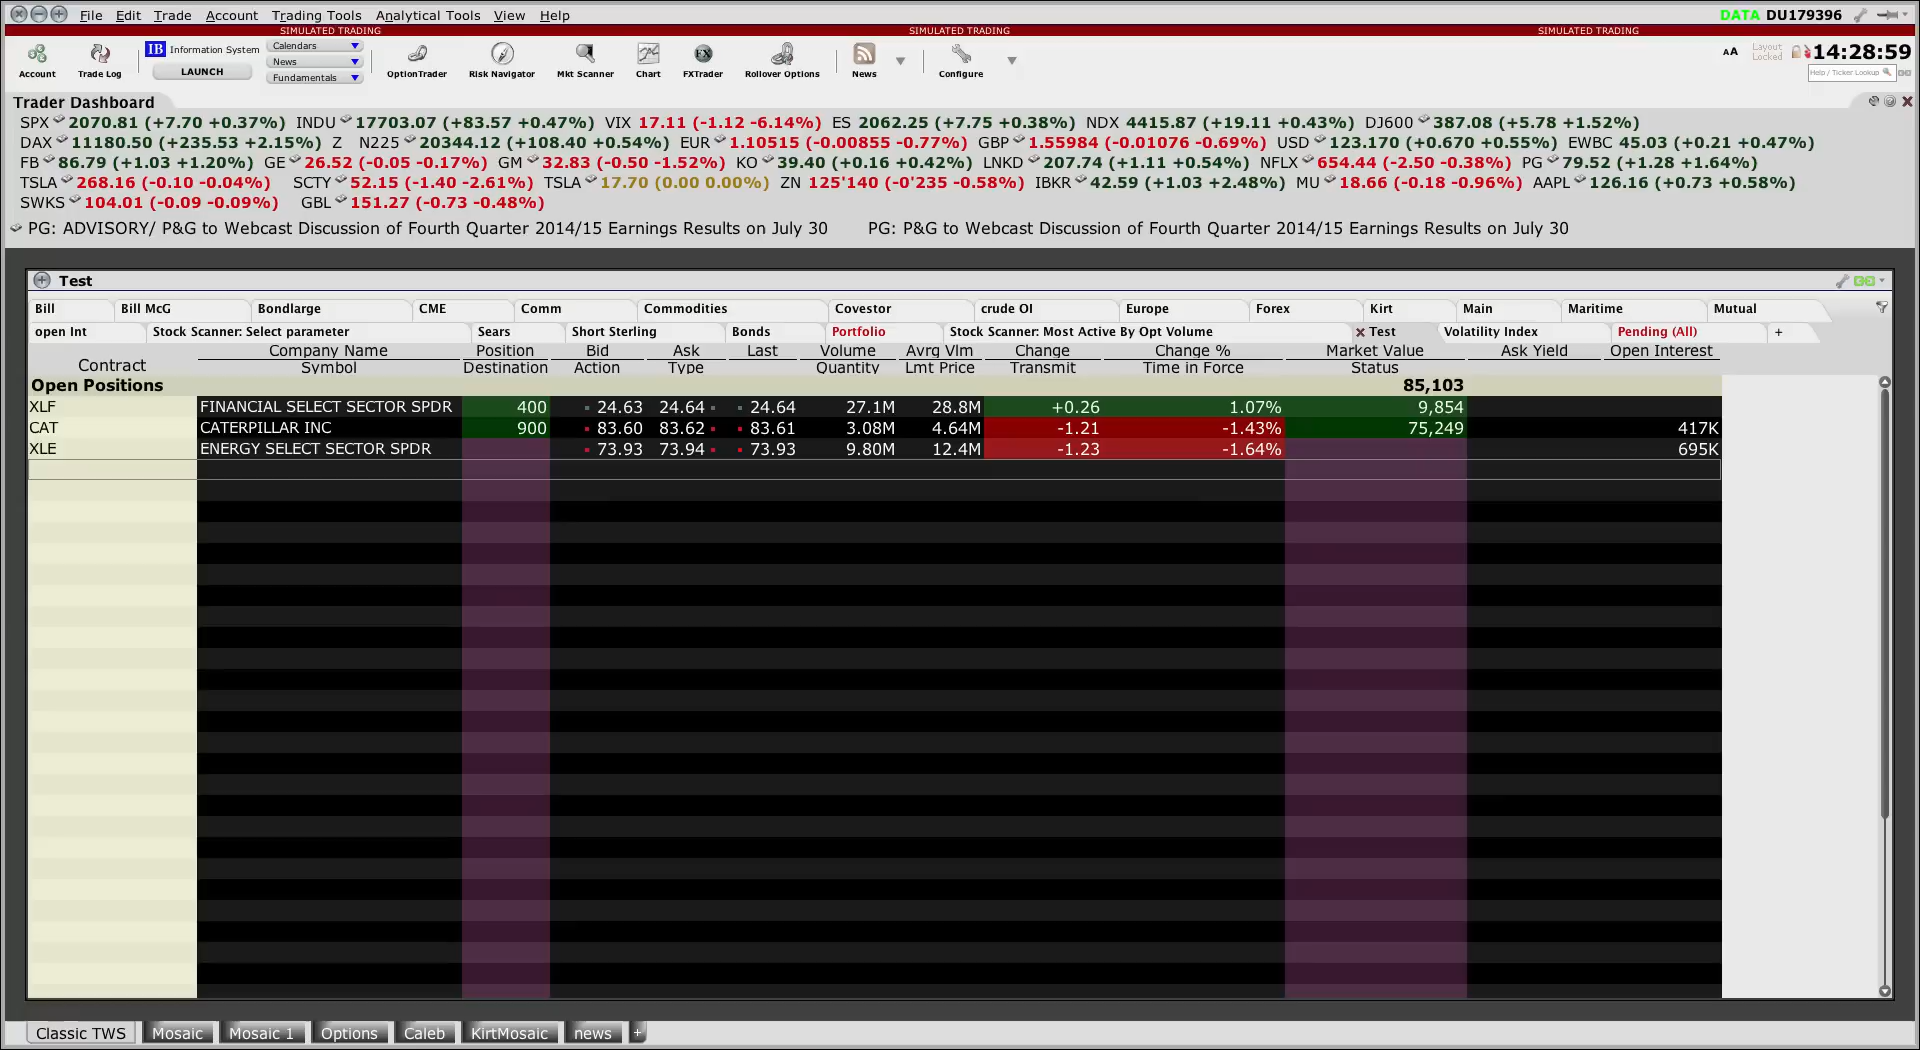 File Edit Trade Account Trading Tools Analytical Tools View Help DATA DU179396
SIMULATED TRADING SIMULATED TRADING SIMULATED TRADING
Account Trade Log IB Information System LAUNCH Calendars News Fundamentals OptionTrader Risk Navigator Mkt Scanner Chart FX FXTrader Rollover Options News Configure AA Layout Locked 14:28:59 Help / Ticker Lookup
Trader Dashboard
SPX 2070.81 (+7.70 +0.37%) INDU 17703.07 (+83.57 +0.47%) VIX 17.11 (-1.12 -6.14%) ES 2062.25 (+7.75 +0.38%) NDX 4415.87 (+19.11 +0.43%) DJ600 387.08 (+5.78 +1.52%)
DAX 11180.50 (+235.53 +2.15%) Z N225 20344.12 (+108.40 +0.54%) EUR 1.10515 (-0.00855 -0.77%) GBP 1.55984 (-0.01076 -0.69%) USD 123.170 (+0.670 +0.55%) EWBC 45.03 (+0.21 +0.47%)
FB 86.79 (+1.03 +1.20%) GE 26.52 (-0.05 -0.17%) GM 32.83 (-0.50 -1.52%) KO 39.40 (+0.16 +0.42%) LNKD 207.74 (+1.11 +0.54%) NFLX 654.44 (-2.50 -0.38%) PG 79.52 (+1.28 +1.64%)
TSLA 268.16 (-0.10 -0.04%) SCTY 52.15 (-1.40 -2.61%) TSLA 17.70 (0.00 0.00%) ZN 125'140 (-0'235 -0.58%) IBKR 42.59 (+1.03 +2.48%) MU 18.66 (-0.18 -0.96%) AAPL 126.16 (+0.73 +0.58%)
SWKS 104.01 (-0.09 -0.09%) GBL 151.27 (-0.73 -0.48%)
PG: ADVISORY/ P&G to Webcast Discussion of Fourth Quarter 2014/15 Earnings Results on July 30 PG: P&G to Webcast Discussion of Fourth Quarter 2014/15 Earnings Results on July 30
Test
Bill Bill McG Bondlarge CME Comm Commodities Covestor crude OI Europe Forex Kirt Main Maritime Mutual
open Int Stock Scanner: Select parameter Sears Short Sterling Bonds Portfolio Stock Scanner: Most Active By Opt Volume Test Volatility Index Pending (All) +
Contract Company Name Position Bid Ask Last Volume Avrg Vlm Change Change % Market Value Ask Yield Open Interest
Symbol Destination Action Type Quantity Lmt Price Transmit Time in Force Status
Open Positions 85,103
XLF FINANCIAL SELECT SECTOR SPDR 400 24.63 24.64 24.64 27.1M 28.8M +0.26 1.07% 9,854
CAT CATERPILLAR INC 900 83.60 83.62 83.61 3.08M 4.64M -1.21 -1.43% 75,249 417K
XLE ENERGY SELECT SECTOR SPDR 73.93 73.94 73.93 9.80M 12.4M -1.23 -1.64% 695K
Classic TWS Mosaic Mosaic 1 Options Caleb KirtMosaic news +